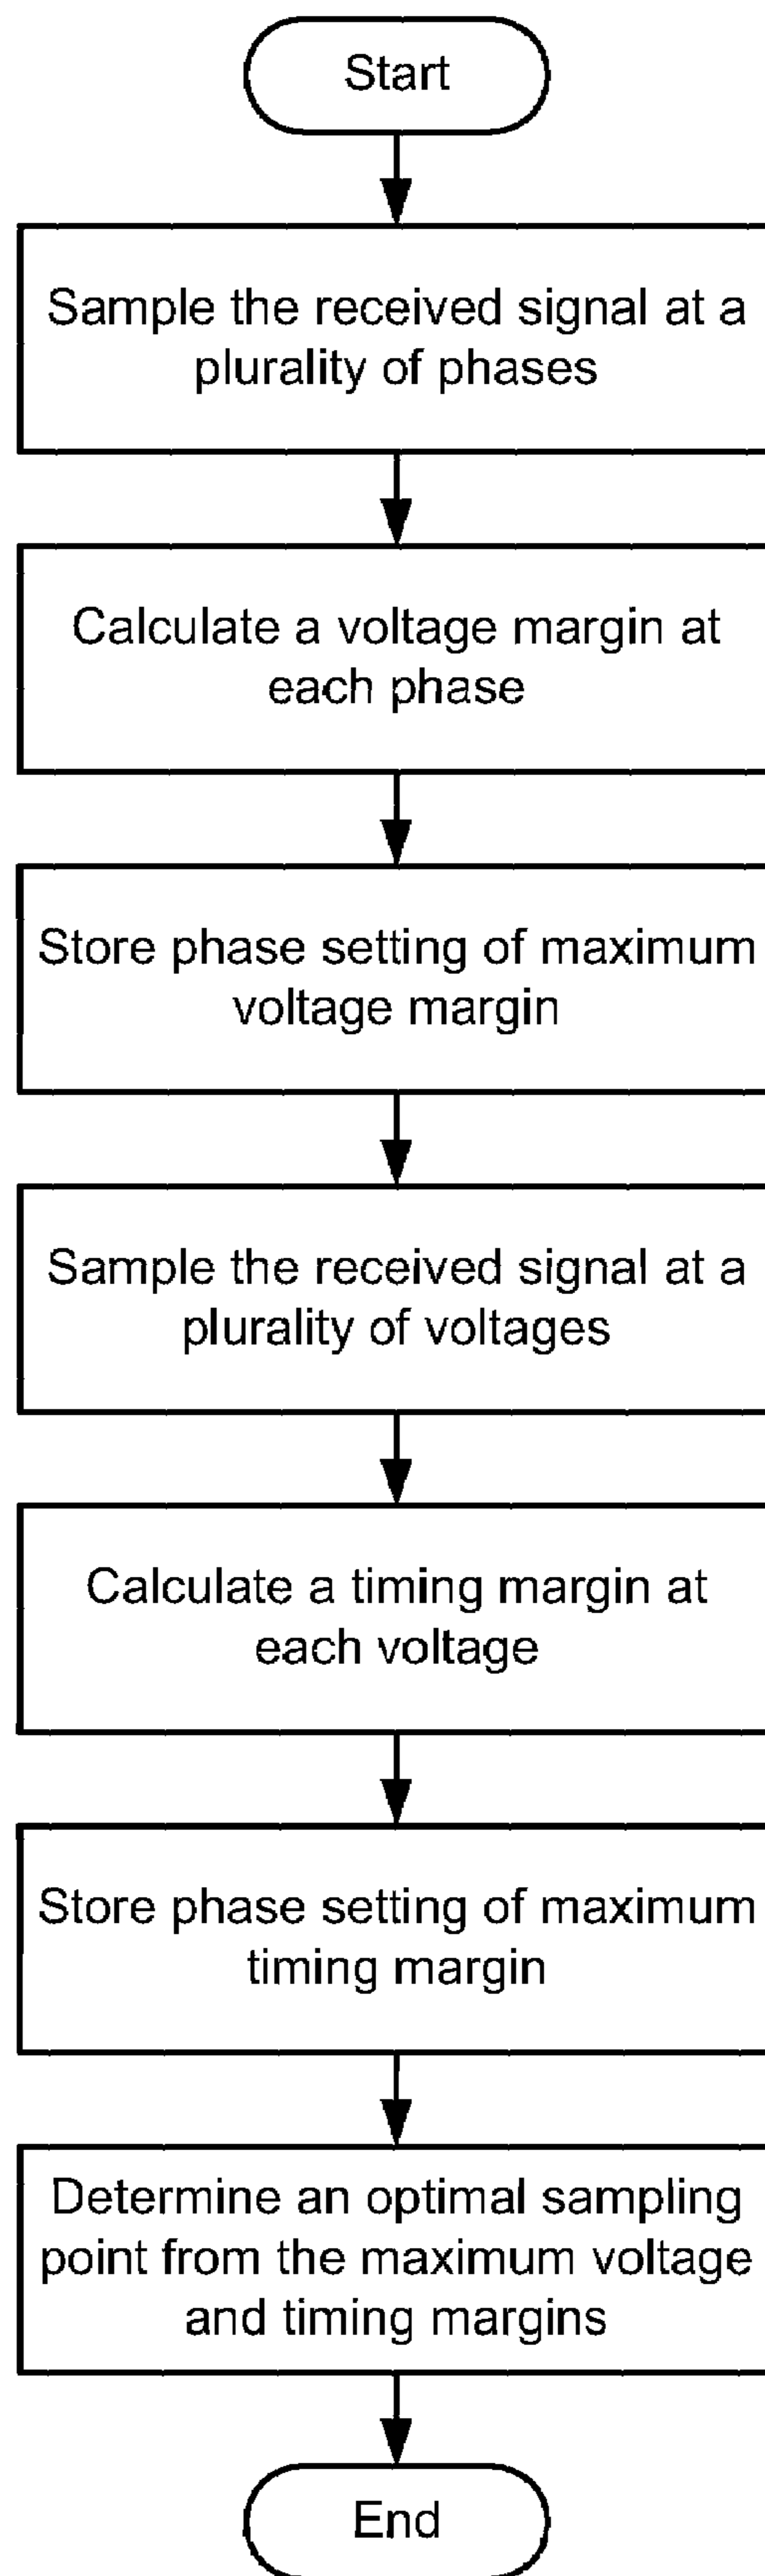 Start
Sample the received signal at a
plurality of phases
Calculate a voltage margin at
each phase
Store phase setting of maximum
voltage margin
Sample the received signal at a
plurality of voltages
Calculate a timing margin at
each voltage
Store phase setting of maximum
timing margin
Determine an optimal sampling
point from the maximum voltage
and timing margins
End